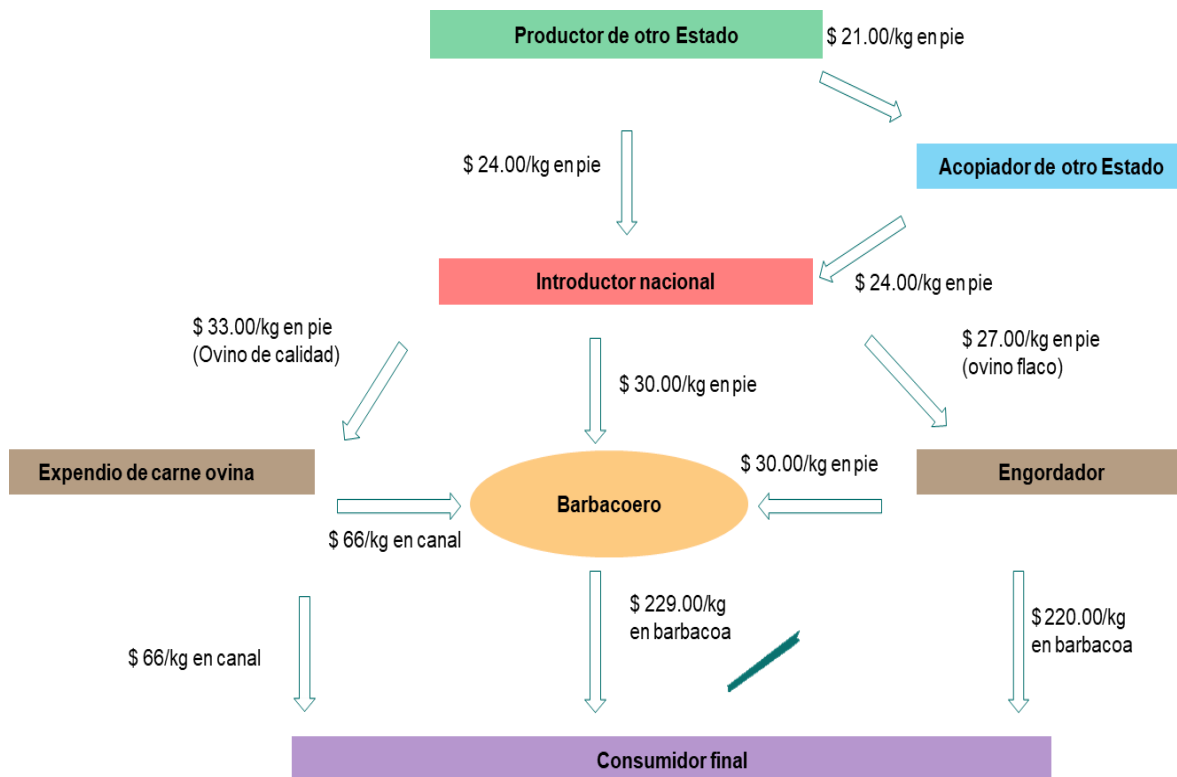 Productor de otro Estado
$ 21.00/kg en pie
$ 24.00/kg en pie
Acopiador de otro Estado
Introductor nacional
$ 24.00/kg en pie
$ 33.00/kg en pie
(Ovino de calidad)
$ 30.00/kg en pie
$ 27.00/kg en pie
(ovino flaco)
Expendio de carne ovina
$ 30.00/kg en pie
Engordador
Barbacoero
$ 66/kg en canal
$ 229.00/kg
en barbacoa
$ 220.00/kg
en barbacoa
$ 66/kg en canal
Consumidor final